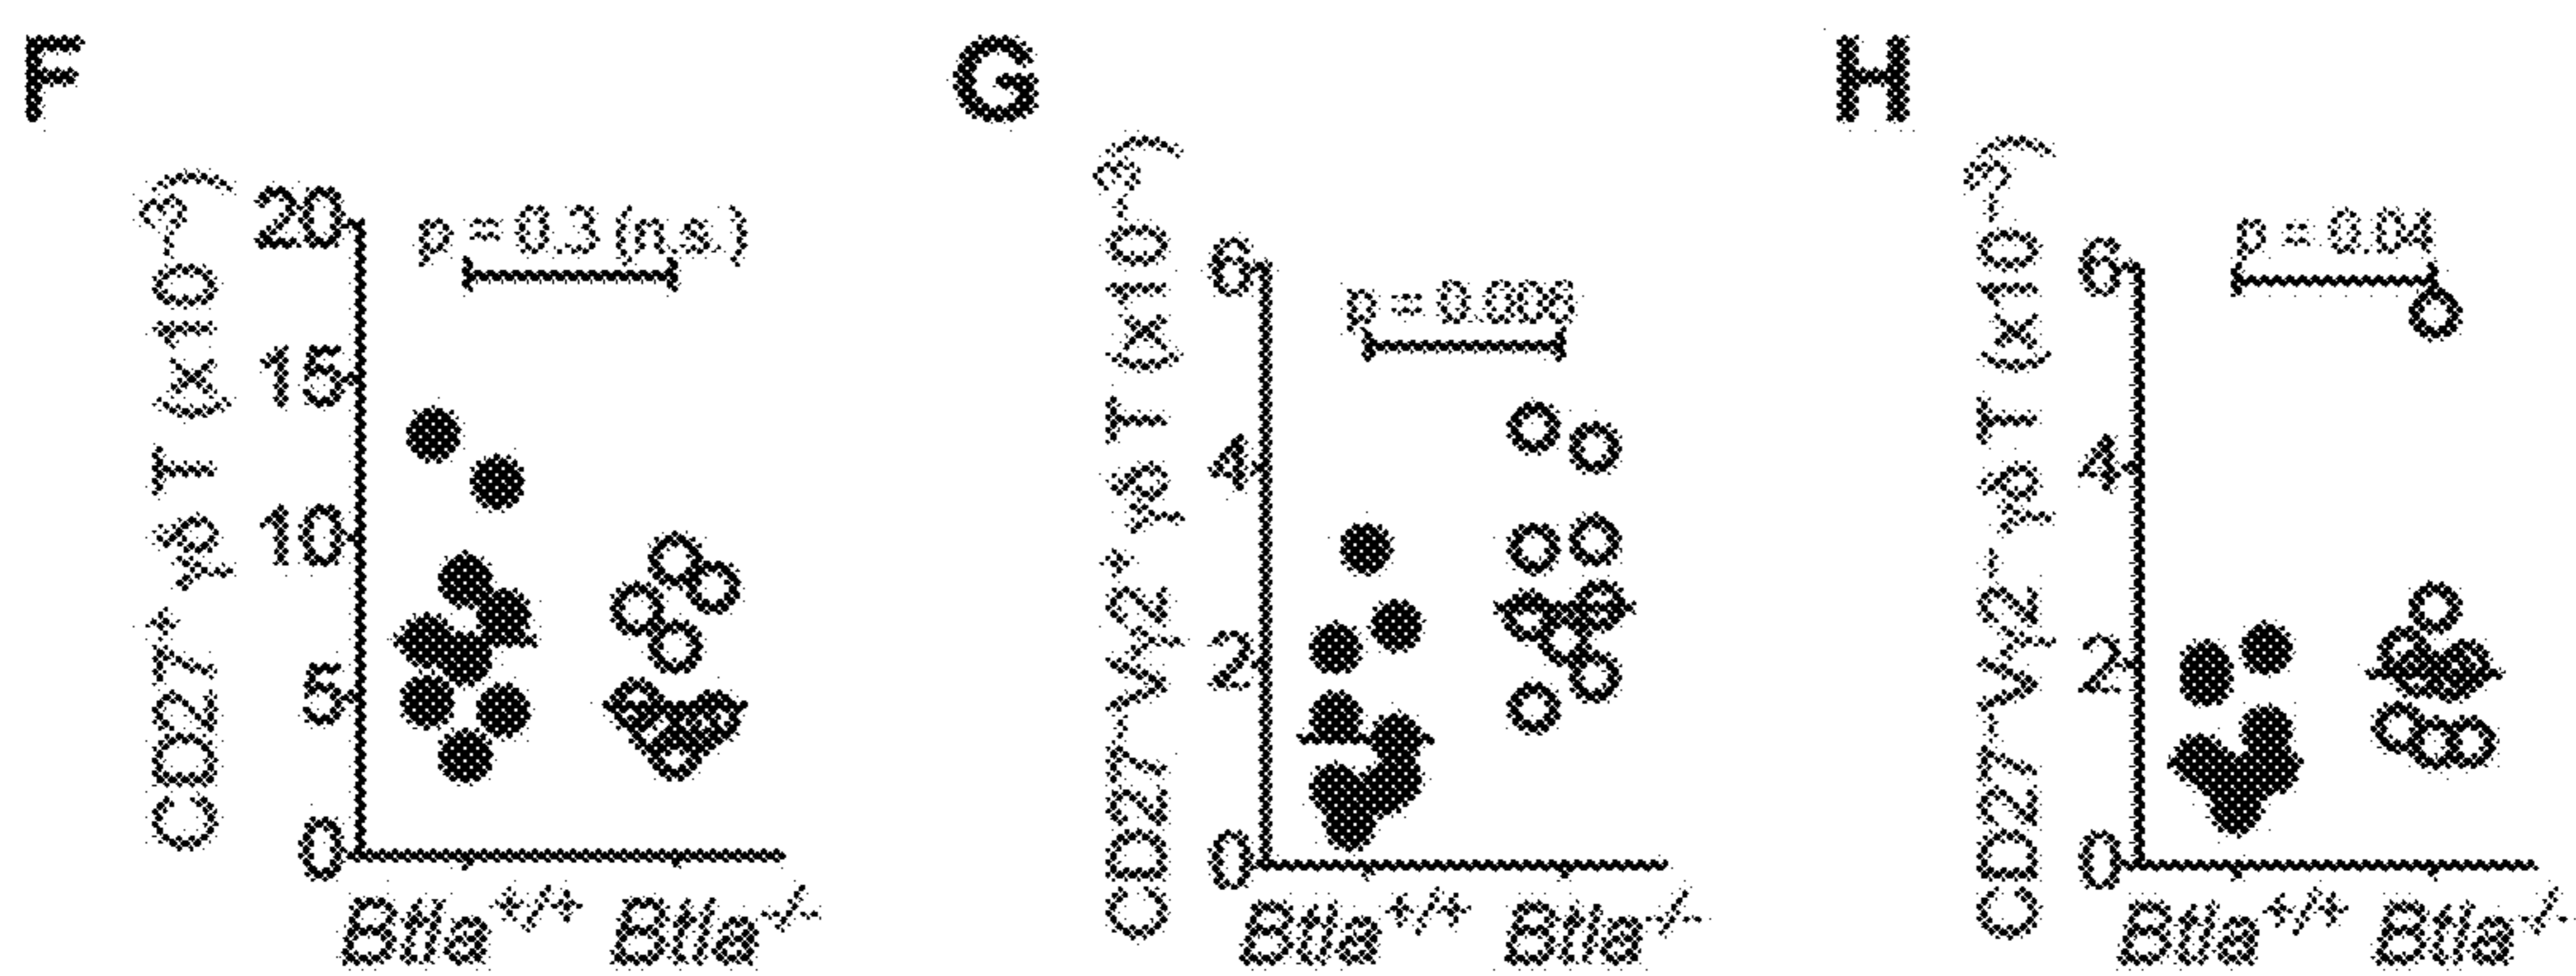 F
CD27⁺ γδ T (x10⁻³)
20
15
10
5
0
p = 0.3 (n.s.)
Btla⁺/⁺ Btla⁻/⁻
G
CD27⁻Vγ2⁺ γδ T (x10⁻³)
6
4
2
0
p = 0.006
Btla⁺/⁺ Btla⁻/⁻
H
CD27⁻Vγ2⁻ γδ T (x10⁻³)
6
4
2
0
p = 0.04
Btla⁺/⁺ Btla⁻/⁻